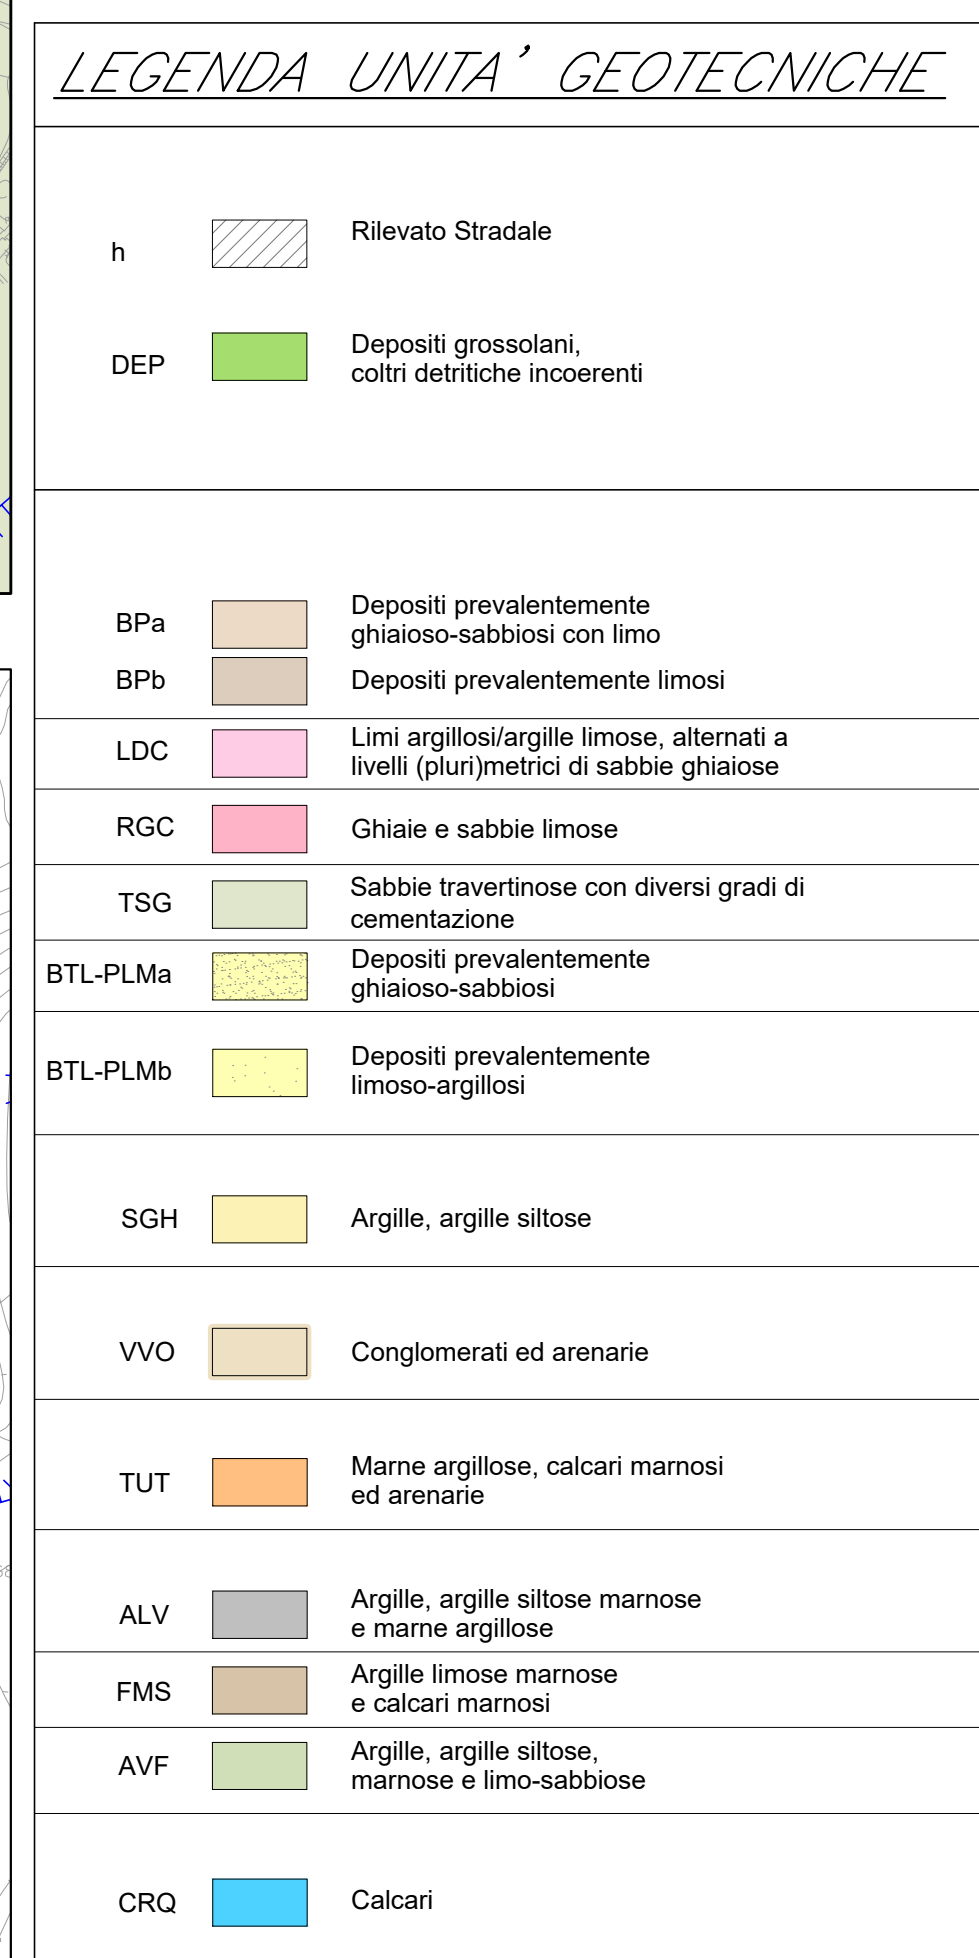 LEGENDA UNITA' GEOTECNICHE
h
Rilevato Stradale
DEP
Depositi grossolani,
coltri detritiche incoerenti
BPa
Depositi prevalentemente
ghiaioso-sabbiosi con limo
BPb
Depositi prevalentemente limosi
LDC
Limi argillosi/argille limose, alternati a
livelli (pluri)metrici di sabbie ghiaiose
RGC
Ghiaie e sabbie limose
TSG
Sabbie travertinose con diversi gradi di
cementazione
BTL-PLMa
Depositi prevalentemente
ghiaioso-sabbiosi
BTL-PLMb
Depositi prevalentemente
limoso-argillosi
SGH
Argille, argille siltose
VVO
Conglomerati ed arenarie
TUT
Marne argillose, calcari marnosi
ed arenarie
ALV
Argille, argille siltose marnose
e marne argillose
FMS
Argille limose marnose
e calcari marnosi
AVF
Argille, argille siltose,
marnose e limo-sabbiose
CRQ
Calcari